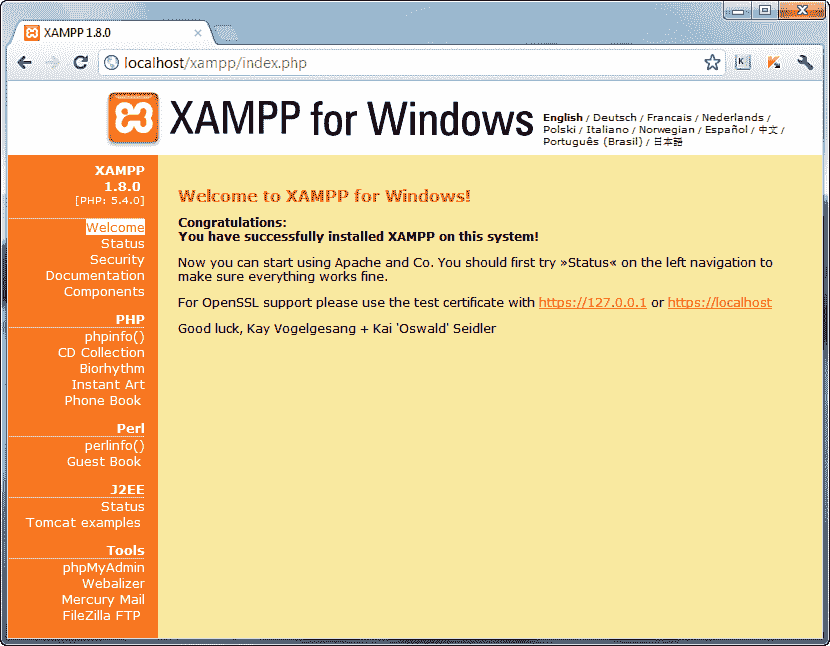 XAMPP 1.8.0
localhost/xampp/index.php
XAMPP for Windows
English / Deutsch / Francais / Nederlands /
Polski / Italiano / Norwegian / Español / 中文 /
Português (Brasil) / 日本語
XAMPP
1.8.0
[PHP: 5.4.0]
Welcome
Status
Security
Documentation
Components
PHP
phpinfo()
CD Collection
Biorhythm
Instant Art
Phone Book
Perl
perlinfo()
Guest Book
J2EE
Status
Tomcat examples
Tools
phpMyAdmin
Webalizer
Mercury Mail
FileZilla FTP
Welcome to XAMPP for Windows!
Congratulations:
You have successfully installed XAMPP on this system!
Now you can start using Apache and Co. You should first try »Status« on the left navigation to
make sure everything works fine.
For OpenSSL support please use the test certificate with https://127.0.0.1 or https://localhost
Good luck, Kay Vogelgesang + Kai 'Oswald' Seidler